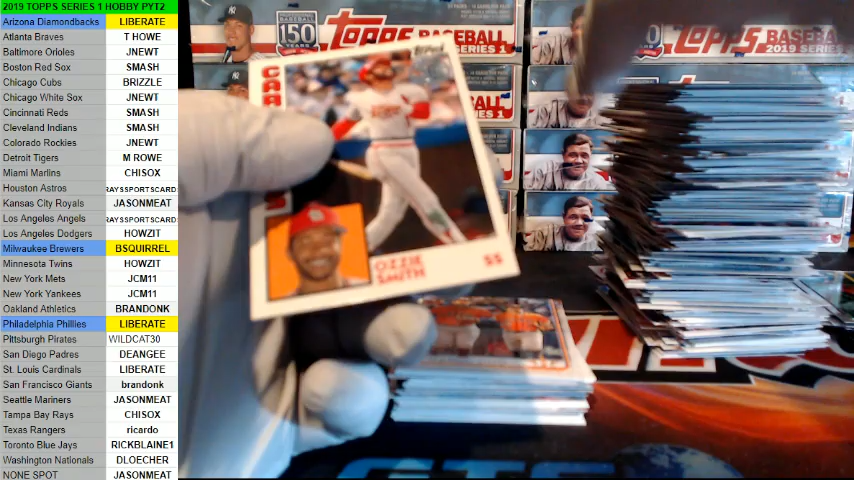 2019 TOPPS SERIES 1 HOBBY PYT2
Arizona Diamondbacks LIBERATE
Atlanta Braves T HOWE
Baltimore Orioles JNEWT
Boston Red Sox SMASH
Chicago Cubs BRIZZLE
Chicago White Sox JNEWT
Cincinnati Reds SMASH
Cleveland Indians SMASH
Colorado Rockies JNEWT
Detroit Tigers M ROWE
Miami Marlins CHISOX
Houston Astros RAYSSPORTSCARD
Kansas City Royals JASONMEAT
Los Angeles Angels RAYSSPORTSCARD
Los Angeles Dodgers HOWZIT
Milwaukee Brewers BSQUIRREL
Minnesota Twins HOWZIT
New York Mets JCM11
New York Yankees JCM11
Oakland Athletics BRANDONK
Philadelphia Phillies LIBERATE
Pittsburgh Pirates WILDCAT30
San Diego Padres DEANGEE
St. Louis Cardinals LIBERATE
San Francisco Giants brandonk
Seattle Mariners JASONMEAT
Tampa Bay Rays CHISOX
Texas Rangers ricardo
Toronto Blue Jays RICKBLAINE1
Washington Nationals DLOECHER
NONE SPOT JASONMEAT
150
YEARS
Topps BASEBALL
SERIES 1
Topps BASEBA
2019 SERIES
Topps
CAR
OZZIE
SMITH
SS
SERIES 1
SERIES 1